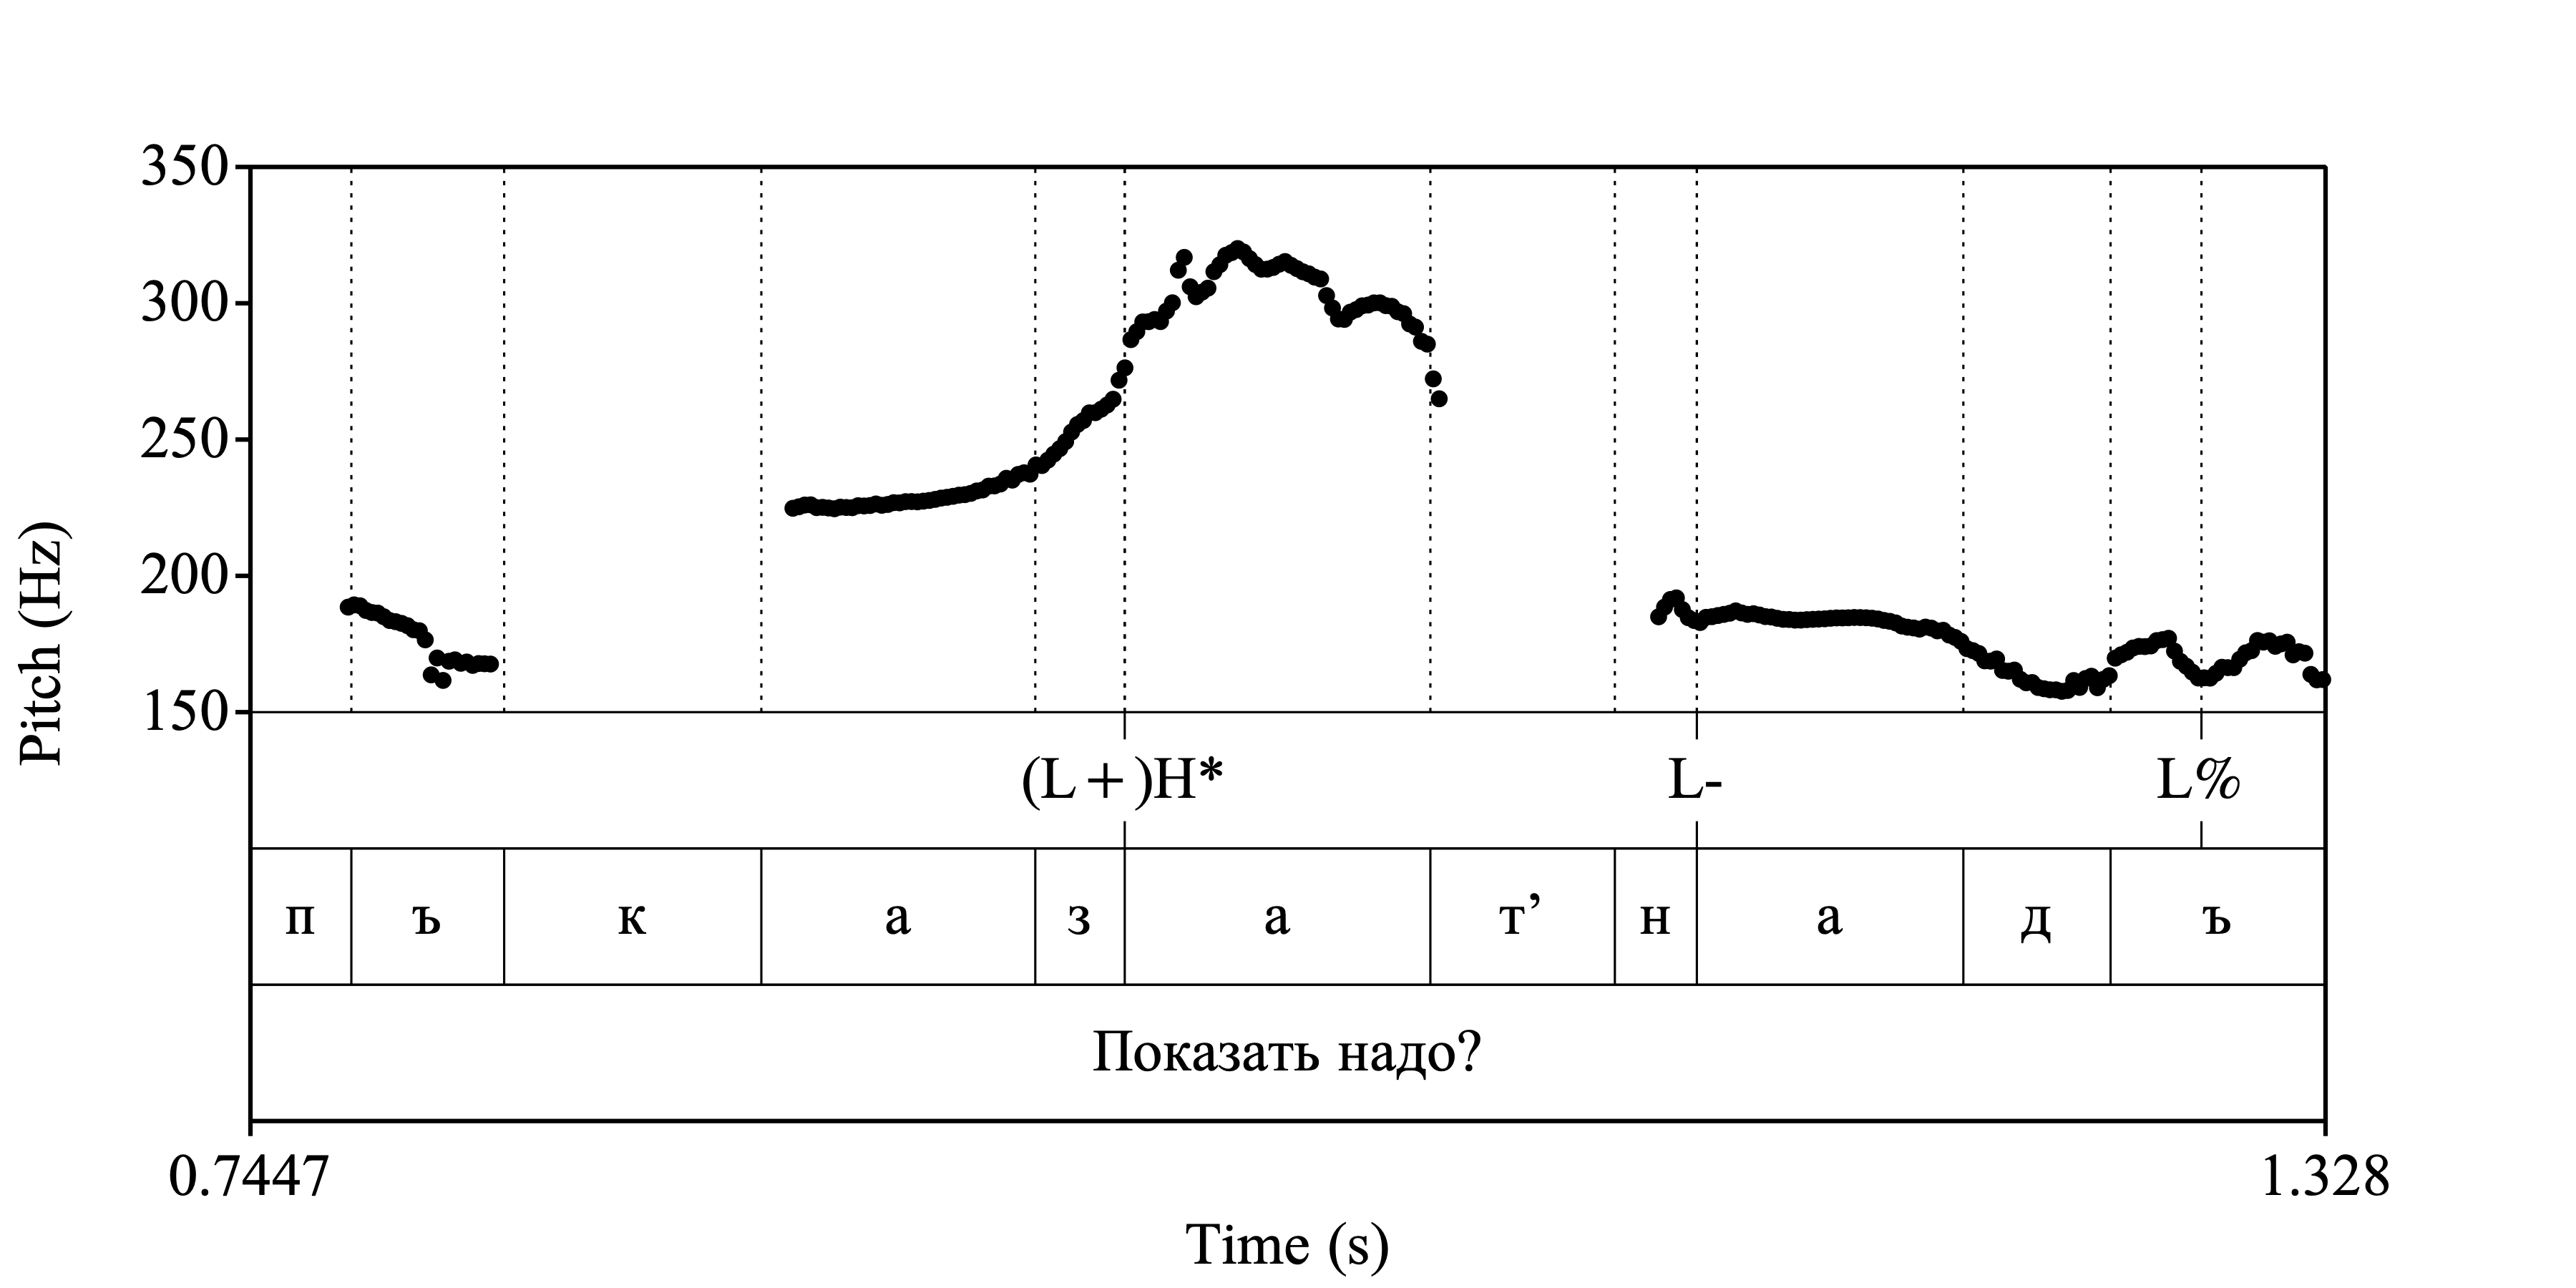 350
300
250
200
150
Pitch (Hz)
(L+)H* L- L%
п ъ к а з а т’ н а д ъ
Показать надо?
0.7447 1.328
Time (s)